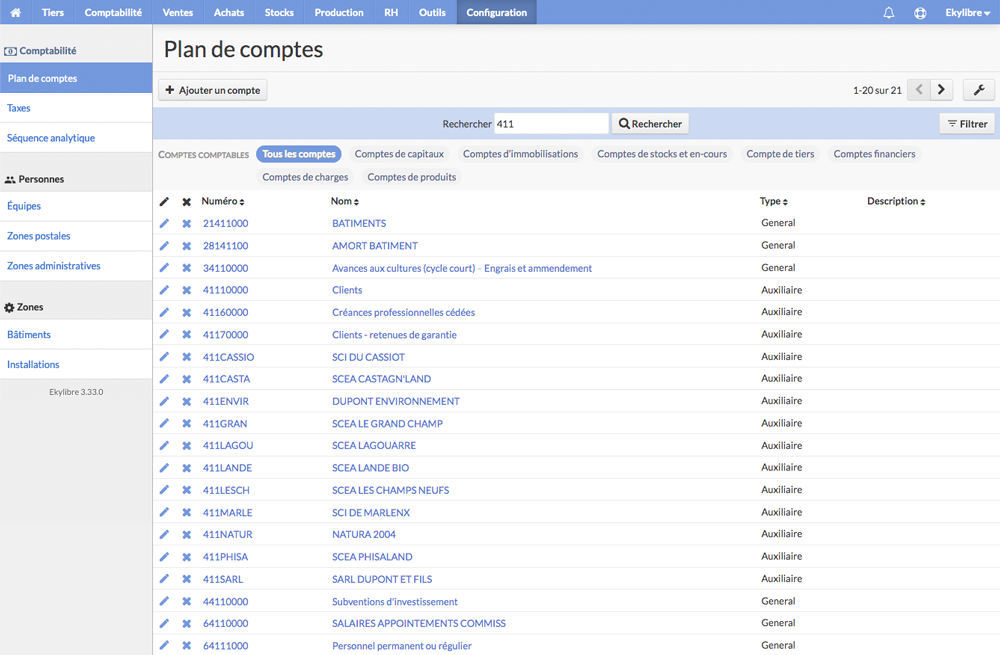 Tiers Comptabilité Ventes Achats Stocks Production RH Outils Configuration Ekylibre
Comptabilité
Plan de comptes
Taxes
Séquence analytique
Personnes
Équipes
Zones postales
Zones administratives
Zones
Bâtiments
Installations
Ekylibre 3.33.0
Plan de comptes
Ajouter un compte
1-20 sur 21
Rechercher 411 Rechercher Filtrer
COMPTES COMPTABLES Tous les comptes Comptes de capitaux Comptes d'immobilisations Comptes de stocks et en-cours Compte de tiers Comptes financiers
Comptes de charges Comptes de produits
Numéro Nom Type Description
21411000 BATIMENTS General
28141100 AMORT BATIMENT General
34110000 Avances aux cultures (cycle court) - Engrais et ammendement General
41110000 Clients Auxiliaire
41160000 Créances professionnelles cédées Auxiliaire
41170000 Clients - retenues de garantie Auxiliaire
411CASSIO SCI DU CASSIOT Auxiliaire
411CASTA SCEA CASTAGN'LAND Auxiliaire
411ENVIR DUPONT ENVIRONNEMENT Auxiliaire
411GRAN SCEA LE GRAND CHAMP Auxiliaire
411LAGOU SCEA LAGOUARRE Auxiliaire
411LANDE SCEA LANDE BIO Auxiliaire
411LESCH SCEA LES CHAMPS NEUFS Auxiliaire
411MARLE SCI DE MARLENX Auxiliaire
411NATUR NATURA 2004 Auxiliaire
411PHISA SCEA PHISALAND Auxiliaire
411SARL SARL DUPONT ET FILS Auxiliaire
44110000 Subventions d'investissement General
64110000 SALAIRES APPOINTEMENTS COMMISS General
64111000 Personnel permanent ou régulier General